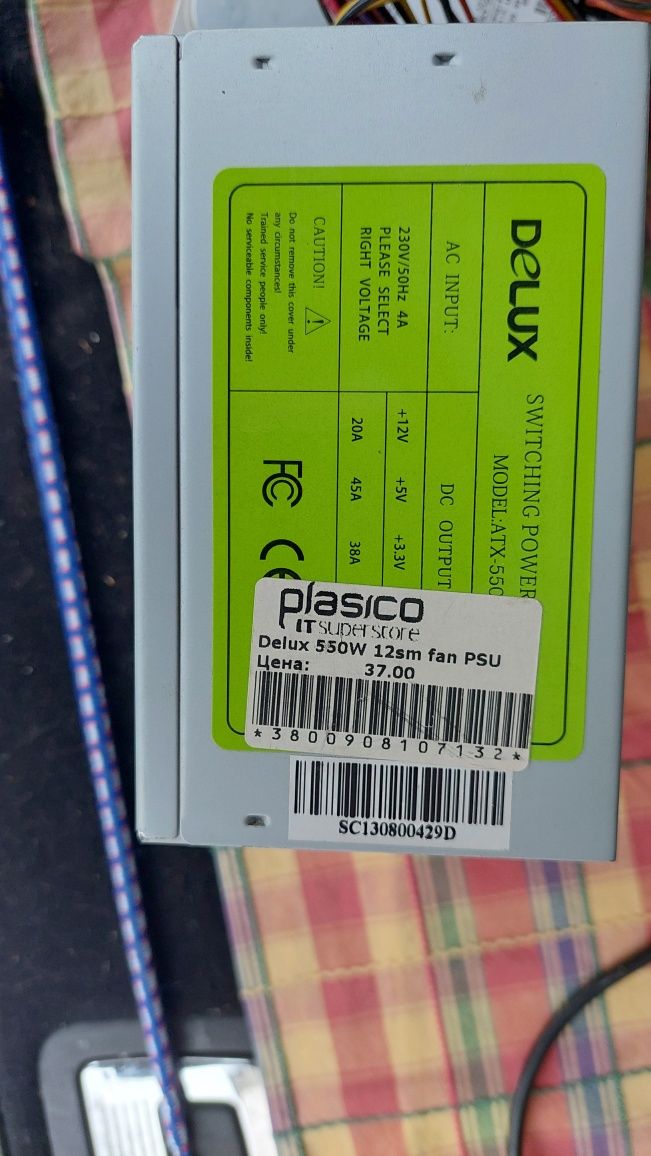 DELUX
SWITCHING POWER
MODEL:ATX-550
AC INPUT:
DC OUTPUT
230V/50Hz 4A
PLEASE SELECT
RIGHT VOLTAGE
+12V +5V +3.3V
20A 45A 38A
CAUTION!
Do not remove this cover under
any circumstances!
Trained service people only!
No serviceable components inside!
FC CE
plasico
IT superstore
Delux 550W 12sm fan PSU
Цена: 37.00
*3800908107132*
SC130800429D